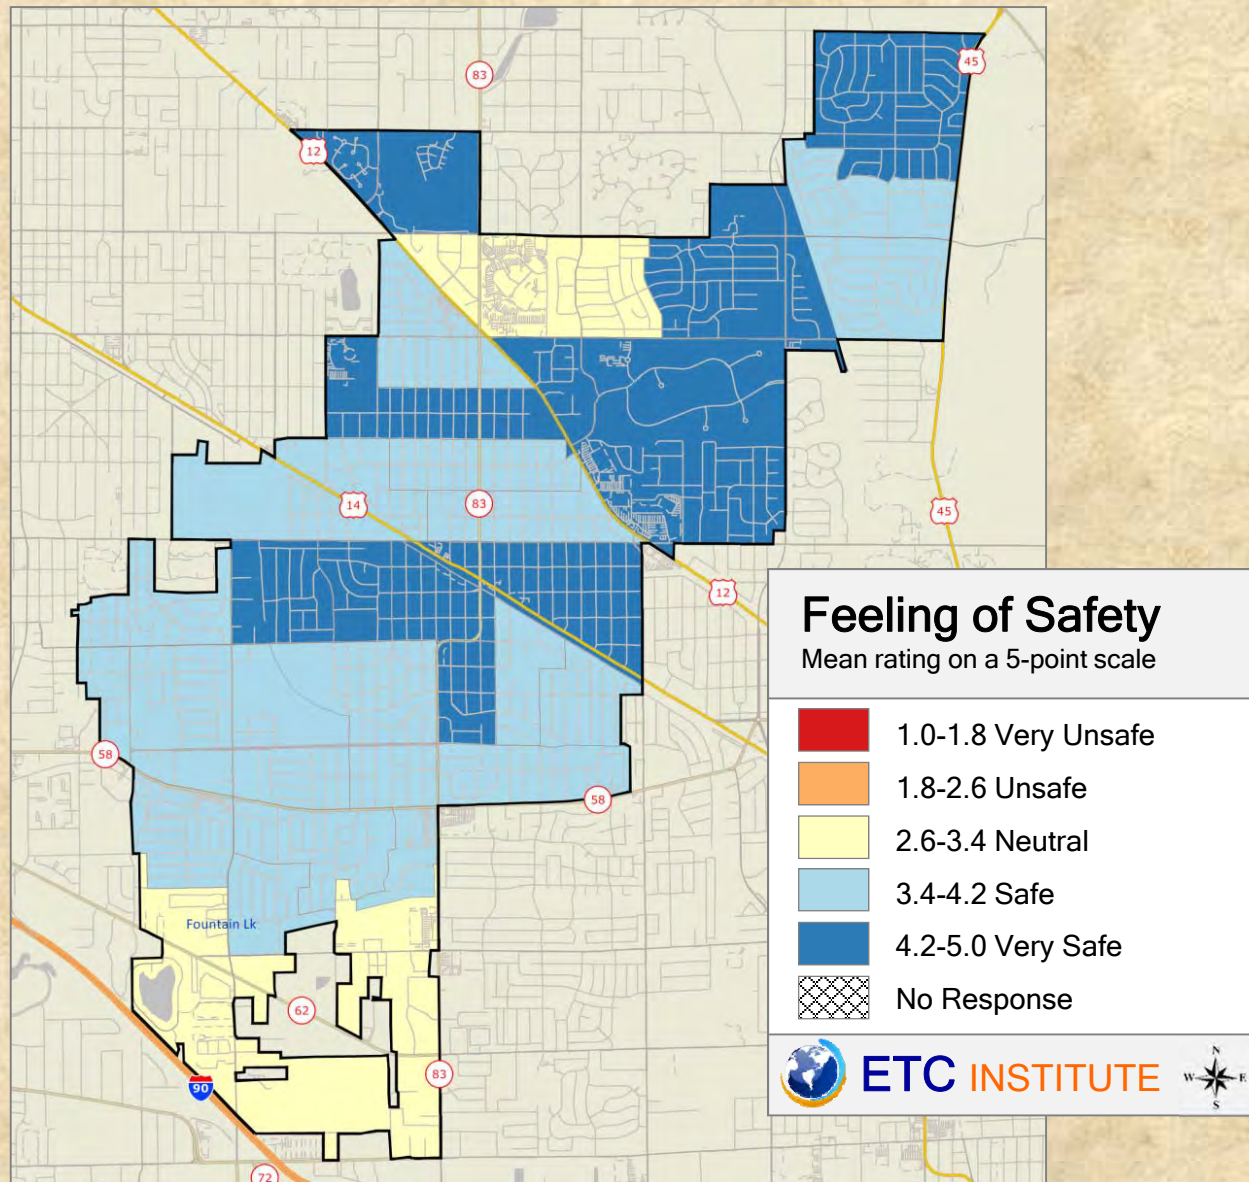 83
45
12
14
83
45
12
58
58
Fountain Lk
62
83
90
72
Feeling of Safety
Mean rating on a 5-point scale
1.0-1.8 Very Unsafe
1.8-2.6 Unsafe
2.6-3.4 Neutral
3.4-4.2 Safe
4.2-5.0 Very Safe
No Response
ETC INSTITUTE
N
W E
S